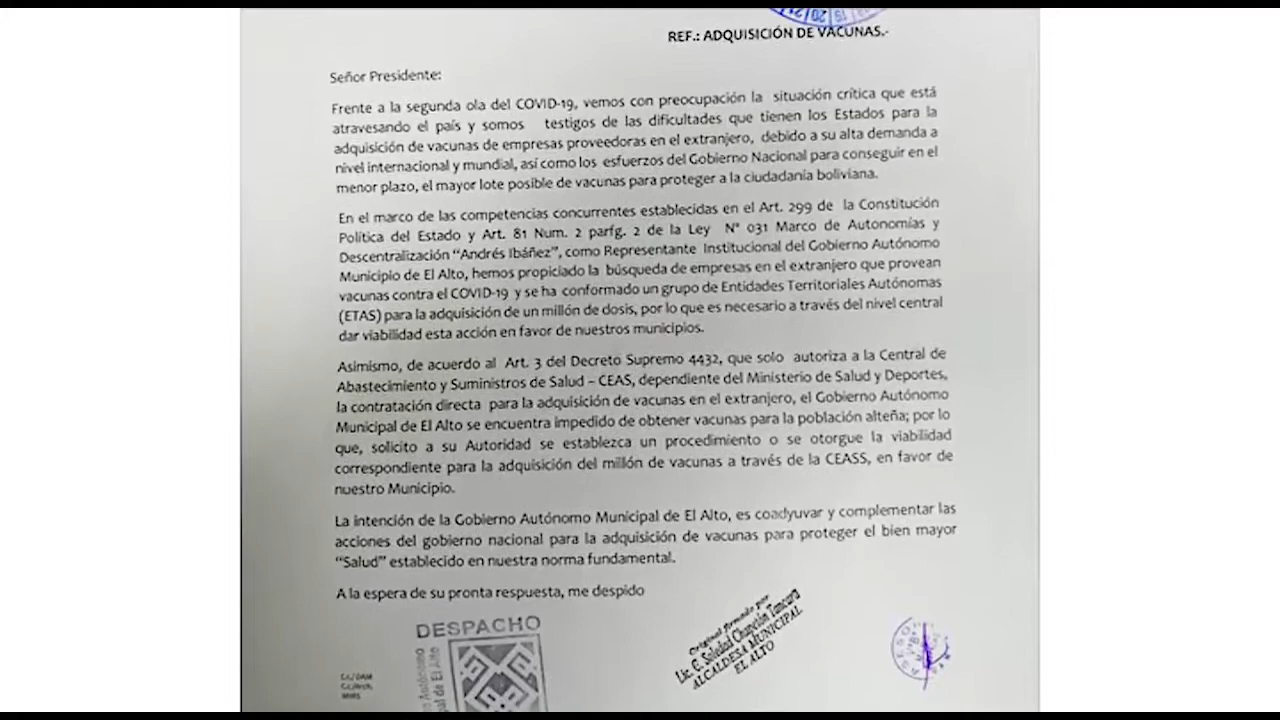 REF.: ADQUISICIÓN DE VACUNAS.-
Señor Presidente:
Frente a la segunda ola del COVID-19, vemos con preocupación la situación crítica que está
atravesando el país y somos testigos de las dificultades que tienen los Estados para la
adquisición de vacunas de empresas proveedoras en el extranjero, debido a su alta demanda a
nivel internacional y mundial, así como los esfuerzos del Gobierno Nacional para conseguir en el
menor plazo, el mayor lote posible de vacunas para proteger a la ciudadanía boliviana.
En el marco de las competencias concurrentes establecidas en el Art. 299 de la Constitución
Política del Estado y Art. 81 Num. 2 parfg. 2 de la Ley N° 031 Marco de Autonomías y
Descentralización “Andrés Ibáñez”, como Representante Institucional del Gobierno Autónomo
Municipio de El Alto, hemos propiciado la búsqueda de empresas en el extranjero que provean
vacunas contra el COVID-19 y se ha conformado un grupo de Entidades Territoriales Autónomas
(ETAS) para la adquisición de un millón de dosis, por lo que es necesario a través del nivel central
dar viabilidad esta acción en favor de nuestros municipios.
Asimismo, de acuerdo al Art. 3 del Decreto Supremo 4432, que solo autoriza a la Central de
Abastecimiento y Suministros de Salud – CEAS, dependiente del Ministerio de Salud y Deportes,
la contratación directa para la adquisición de vacunas en el extranjero, el Gobierno Autónomo
Municipal de El Alto se encuentra impedido de obtener vacunas para la población alteña; por lo
que, solicito a su Autoridad se establezca un procedimiento o se otorgue la viabilidad
correspondiente para la adquisición del millón de vacunas a través de la CEASS, en favor de
nuestro Municipio.
La intención de la Gobierno Autónomo Municipal de El Alto, es coadyuvar y complementar las
acciones del gobierno nacional para la adquisición de vacunas para proteger el bien mayor
“Salud” establecido en nuestra norma fundamental.
A la espera de su pronta respuesta, me despido
DESPACHO
Autónomo
de El Alto
Original firmado por
Lic. C. Soledad Chapetón Tancara
ALCALDESA MUNICIPAL
EL ALTO
Cc/Arch.